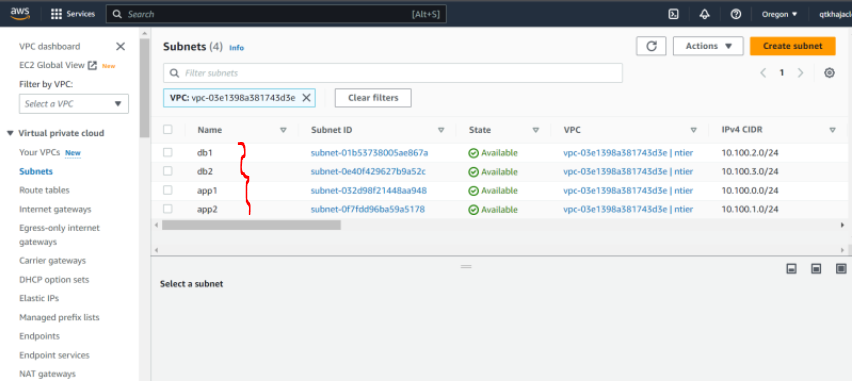 aws Services Search [Alt+S] Oregon qtkhajacl
VPC dashboard
EC2 Global View New
Filter by VPC:
Select a VPC
Virtual private cloud
Your VPCs New
Subnets
Route tables
Internet gateways
Egress-only internet
gateways
Carrier gateways
DHCP option sets
Elastic IPs
Managed prefix lists
Endpoints
Endpoint services
NAT gateways
Subnets (4) Info Actions Create subnet
Filter subnets 1
VPC: vpc-03e1398a381743d3e Clear filters
Name Subnet ID State VPC IPv4 CIDR
db1 subnet-01b53738005ae867a Available vpc-03e1398a381743d3e | ntier 10.100.2.0/24
db2 subnet-0e40f429627b9a52c Available vpc-03e1398a381743d3e | ntier 10.100.3.0/24
app1 subnet-032d98f21448aa948 Available vpc-03e1398a381743d3e | ntier 10.100.0.0/24
app2 subnet-0f7fdd96ba59a5178 Available vpc-03e1398a381743d3e | ntier 10.100.1.0/24
Select a subnet